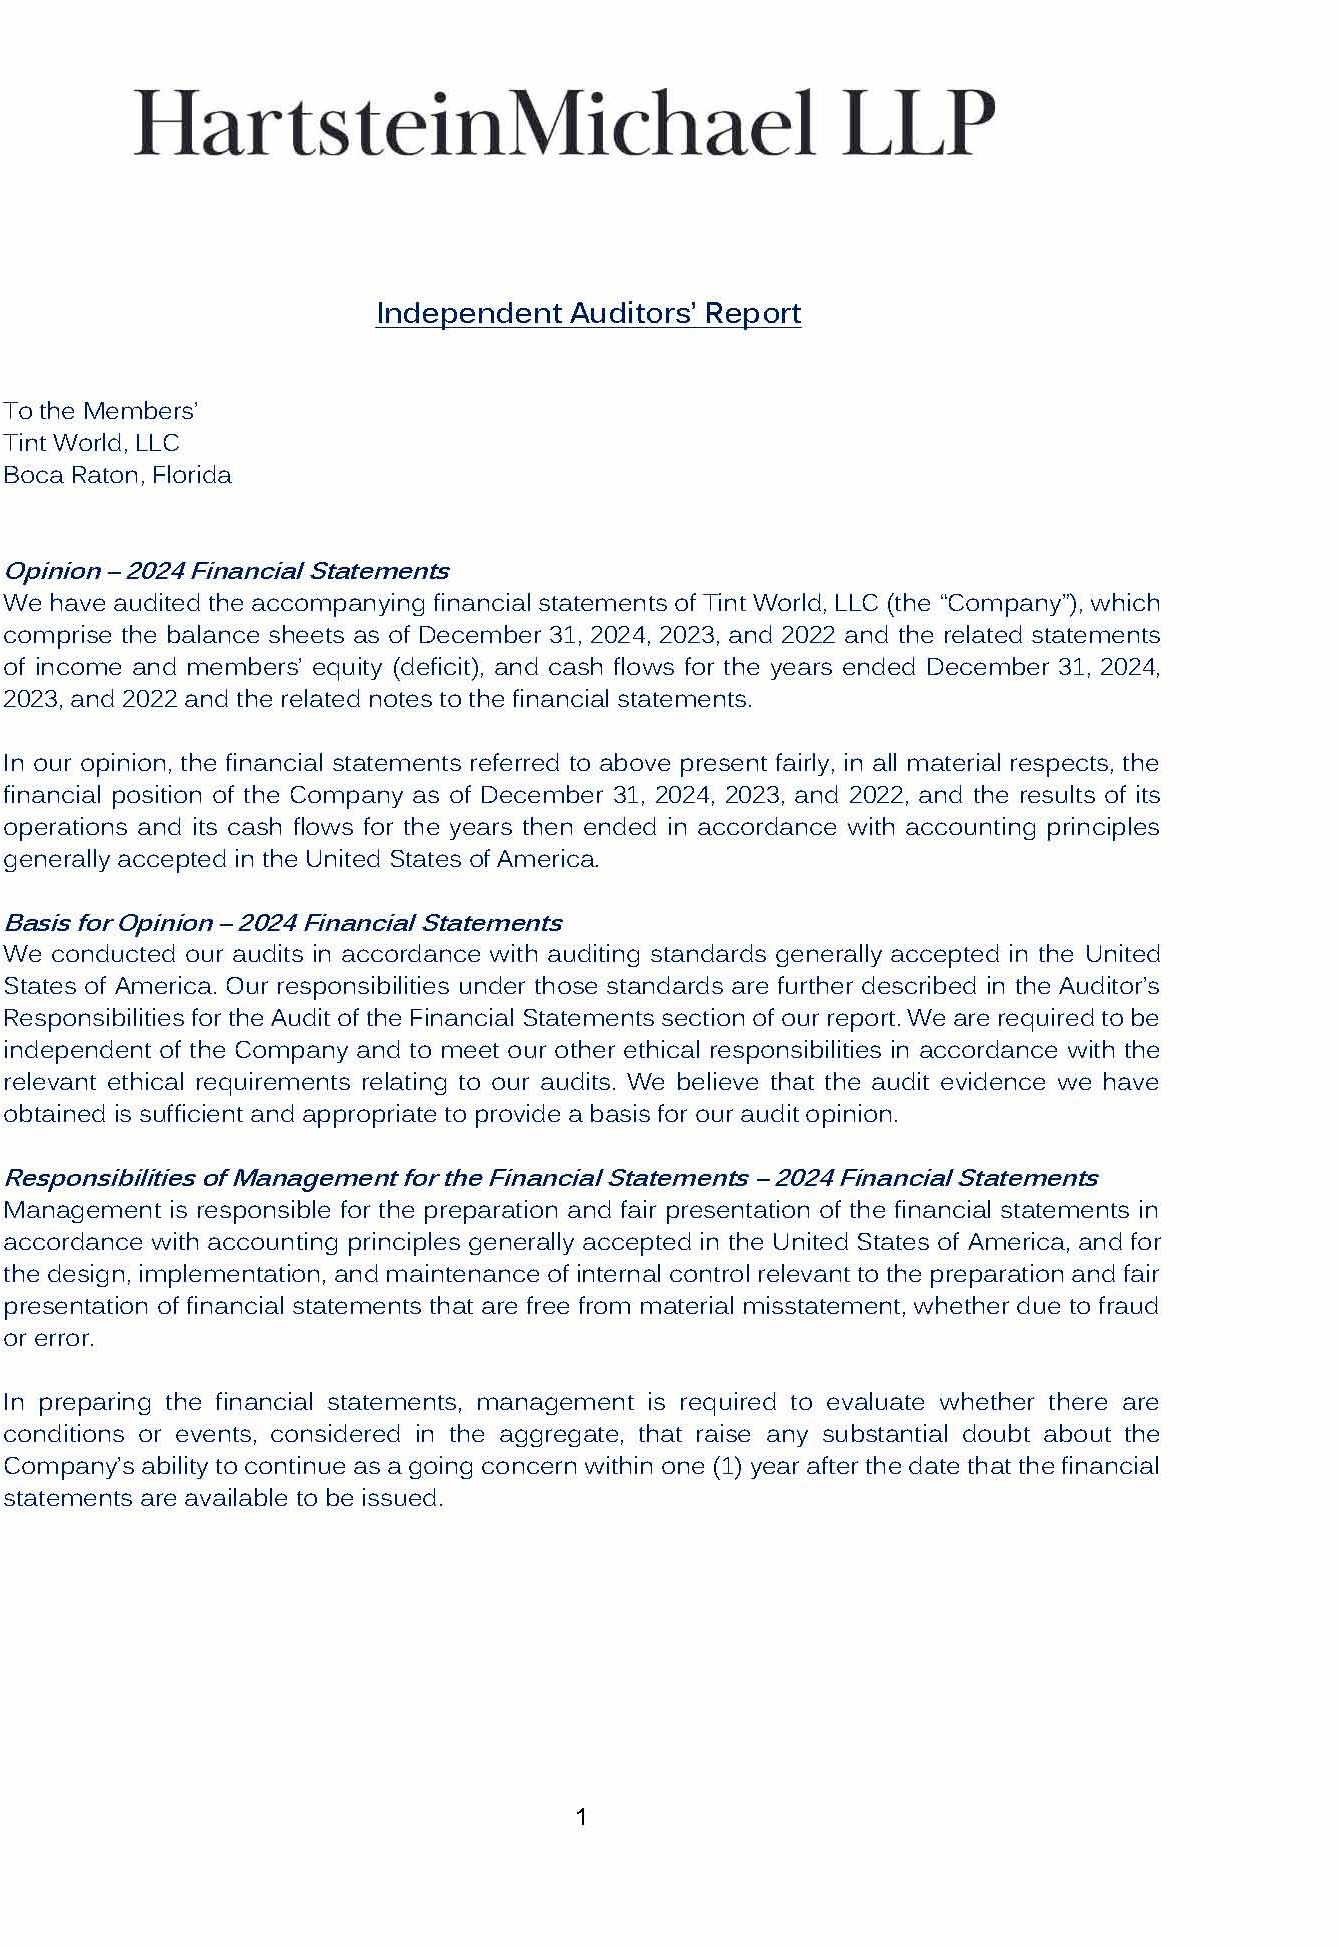 HartsteinMichael LLP
Independent Auditors’ Report
To the Members’
Tint World, LLC
Boca Raton, Florida
Opinion – 2024 Financial Statements
We have audited the accompanying financial statements of Tint World, LLC (the “Company”), which
comprise the balance sheets as of December 31, 2024, 2023, and 2022 and the related statements
of income and members’ equity (deficit), and cash flows for the years ended December 31, 2024,
2023, and 2022 and the related notes to the financial statements.
In our opinion, the financial statements referred to above present fairly, in all material respects, the
financial position of the Company as of December 31, 2024, 2023, and 2022, and the results of its
operations and its cash flows for the years then ended in accordance with accounting principles
generally accepted in the United States of America.
Basis for Opinion – 2024 Financial Statements
We conducted our audits in accordance with auditing standards generally accepted in the United
States of America. Our responsibilities under those standards are further described in the Auditor’s
Responsibilities for the Audit of the Financial Statements section of our report. We are required to be
independent of the Company and to meet our other ethical responsibilities in accordance with the
relevant ethical requirements relating to our audits. We believe that the audit evidence we have
obtained is sufficient and appropriate to provide a basis for our audit opinion.
Responsibilities of Management for the Financial Statements – 2024 Financial Statements
Management is responsible for the preparation and fair presentation of the financial statements in
accordance with accounting principles generally accepted in the United States of America, and for
the design, implementation, and maintenance of internal control relevant to the preparation and fair
presentation of financial statements that are free from material misstatement, whether due to fraud
or error.
In preparing the financial statements, management is required to evaluate whether there are
conditions or events, considered in the aggregate, that raise any substantial doubt about the
Company’s ability to continue as a going concern within one (1) year after the date that the financial
statements are available to be issued.
1